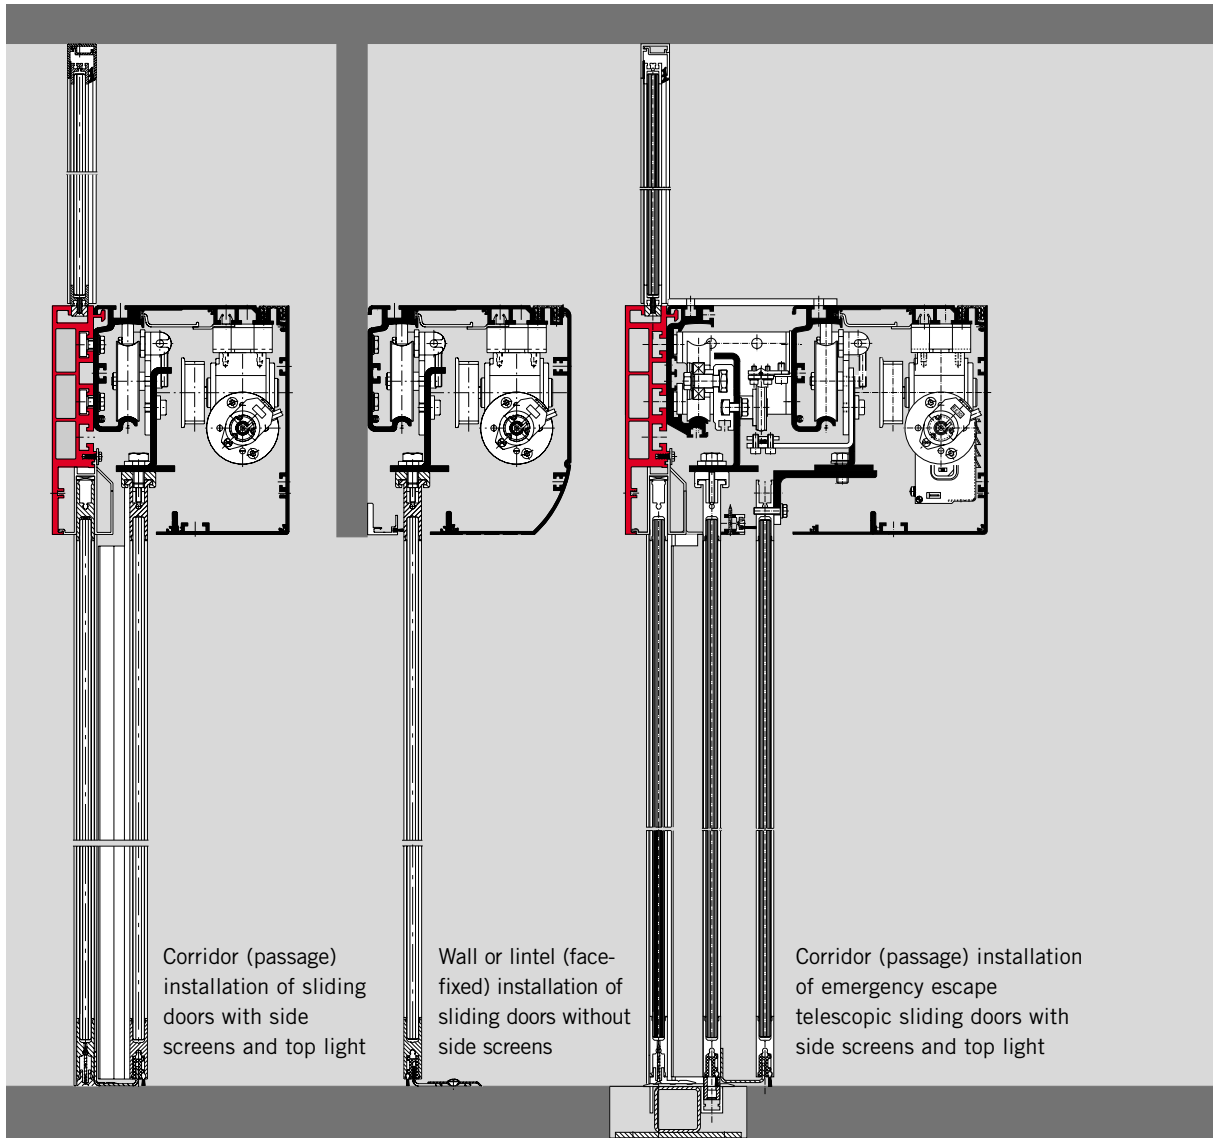 Corridor (passage)
installation of sliding
doors with side
screens and top light
Wall or lintel (face-
fixed) installation of
sliding doors without
side screens
Corridor (passage) installation
of emergency escape
telescopic sliding doors with
side screens and top light